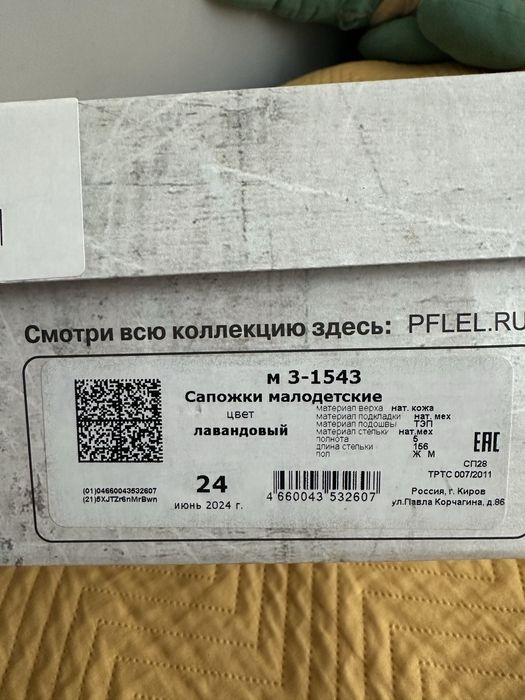 Смотри всю коллекцию здесь: PFLEL.RU
м 3-1543
Сапожки малодетские
цвет
лавандовый
материал верха нат. кожа
материал подкладки нат. мех
материал подошвы ТЭП
материал стельки нат.мех
полнота 5
длина стельки 156
пол Ж М
EAC
СП28
ТРТС 007/2011
(01)04660043532607
(21)5XJTZr6nMrBwn
24
июнь 2024 г.
4 660043 532607
Россия, г. Киров
ул.Павла Корчагина, д.86